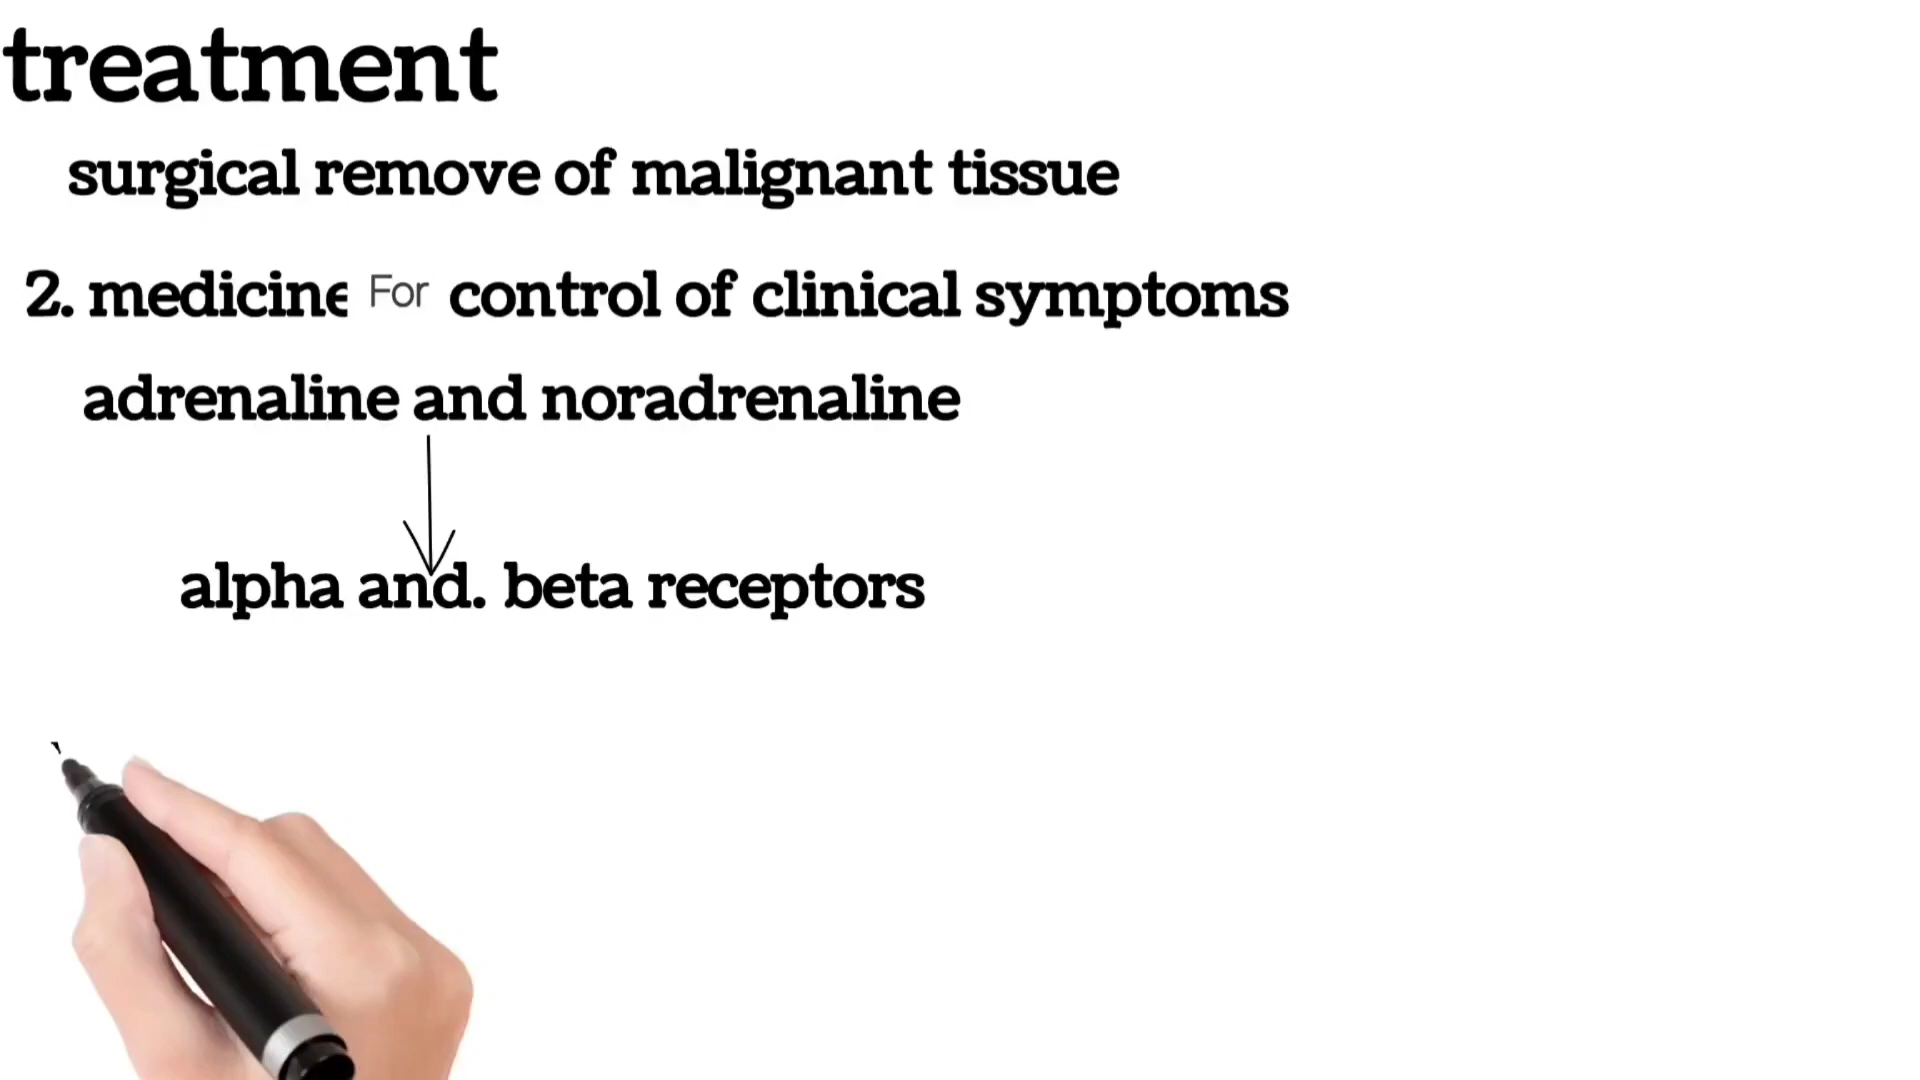 treatment
surgical remove of malignant tissue
2. medicine For control of clinical symptoms
adrenaline and noradrenaline
alpha and. beta receptors